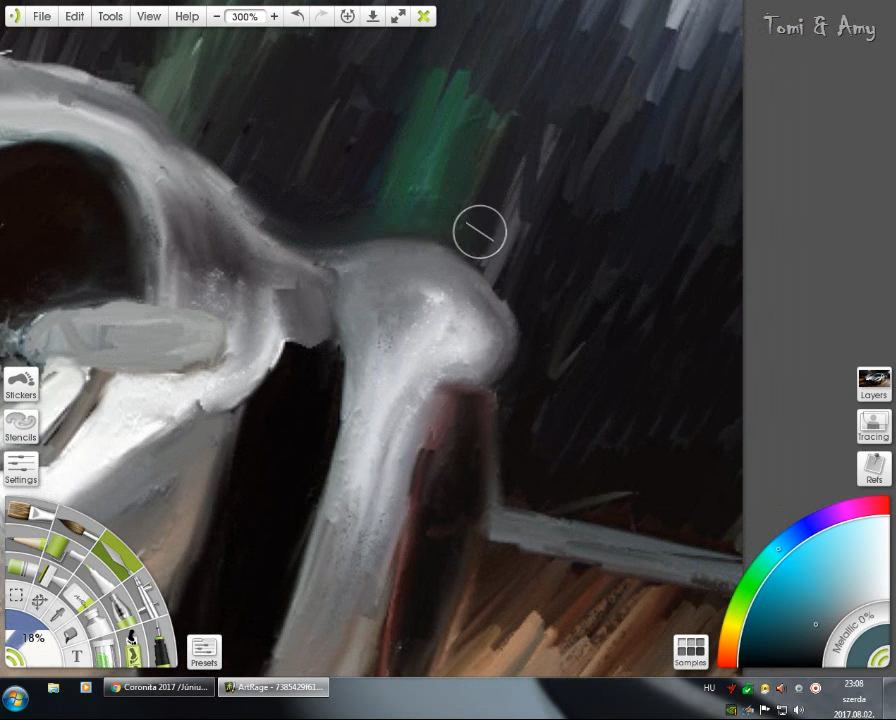 File Edit Tools View Help − 300% +
Tomi & Amy
Stickers
Stencils
Settings
Layers
Tracing
Refs
18%
T
Presets
Samples
Metallic 0%
Coronita 2017 /Júniu...
ArtRage - 7385429f61...
HU
23:08
szerda
2017.08.02.